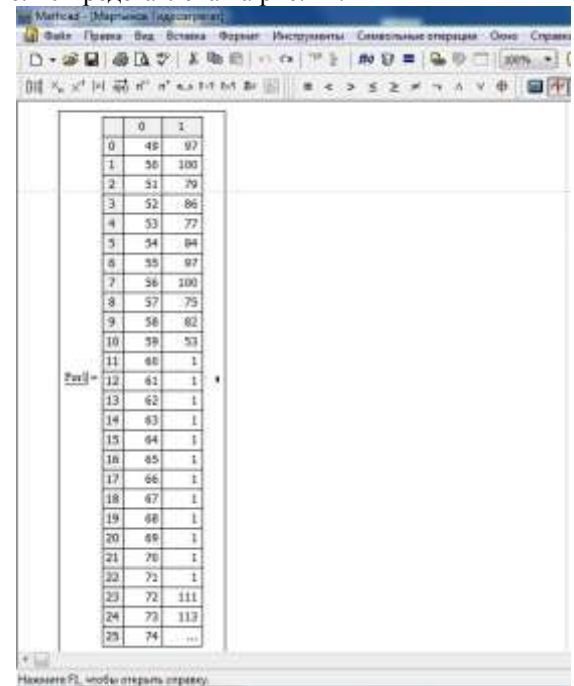 Mathcad - [Мартынов Гидроагрегат]
Файл Правка Вид Вставка Формат Инструменты Символьные операции Окно Справка
100%
0 1
0 49 97
1 50 100
2 51 79
3 52 86
4 53 77
5 54 84
6 55 97
7 56 100
8 57 75
9 58 82
10 59 53
11 60 1
12 61 1
13 62 1
14 63 1
15 64 1
16 65 1
17 66 1
18 67 1
19 68 1
20 69 1
21 70 1
22 71 1
23 72 111
24 73 113
25 74 ...
Нажмите F1, чтобы открыть справку.